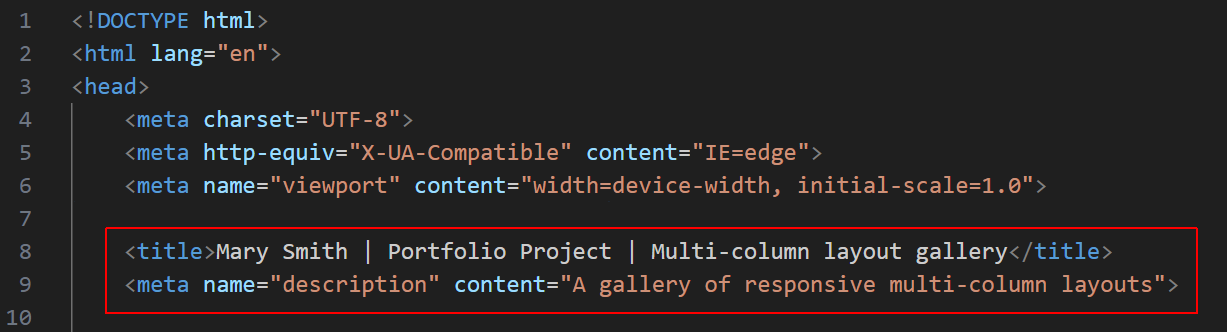 1 <!DOCTYPE html>
2 <html lang="en">
3 <head>
4 <meta charset="UTF-8">
5 <meta http-equiv="X-UA-Compatible" content="IE=edge">
6 <meta name="viewport" content="width=device-width, initial-scale=1.0">
7
8 <title>Mary Smith | Portfolio Project | Multi-column layout gallery</title>
9 <meta name="description" content="A gallery of responsive multi-column layouts">
10